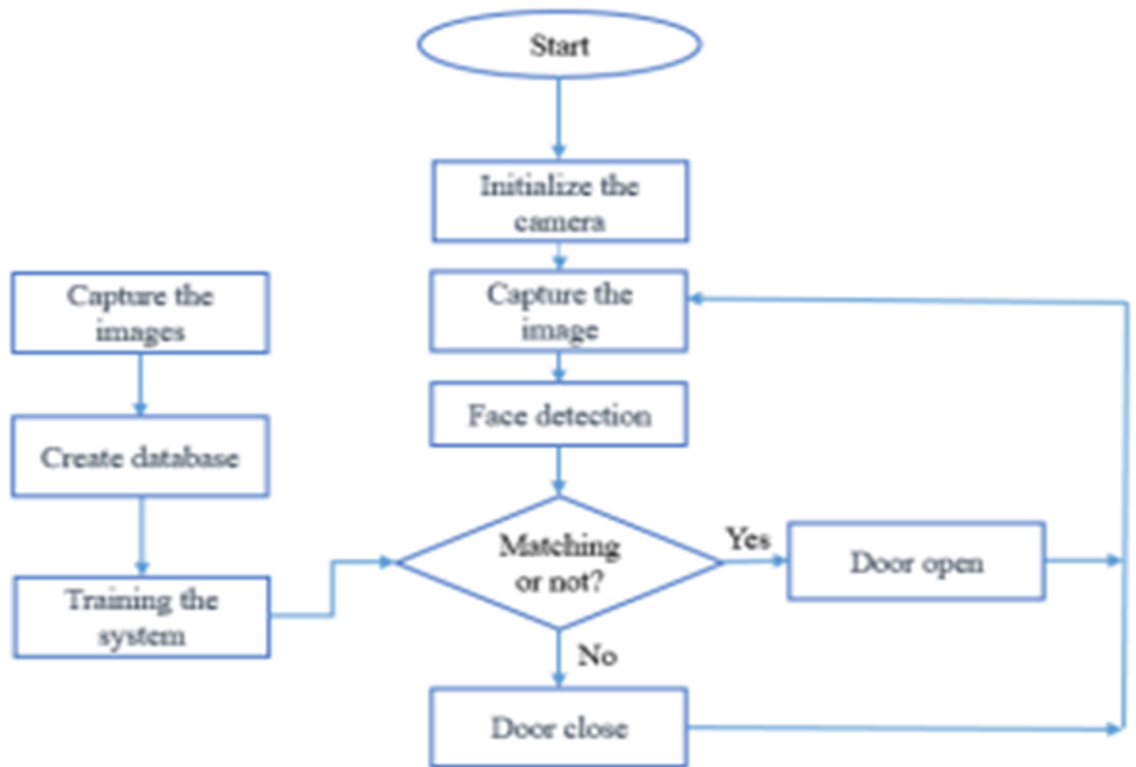 Start
Initialize the
camera
Capture the
image
Face detection
Matching
or not?
Yes
Door open
No
Door close
Capture the
images
Create database
Training the
system